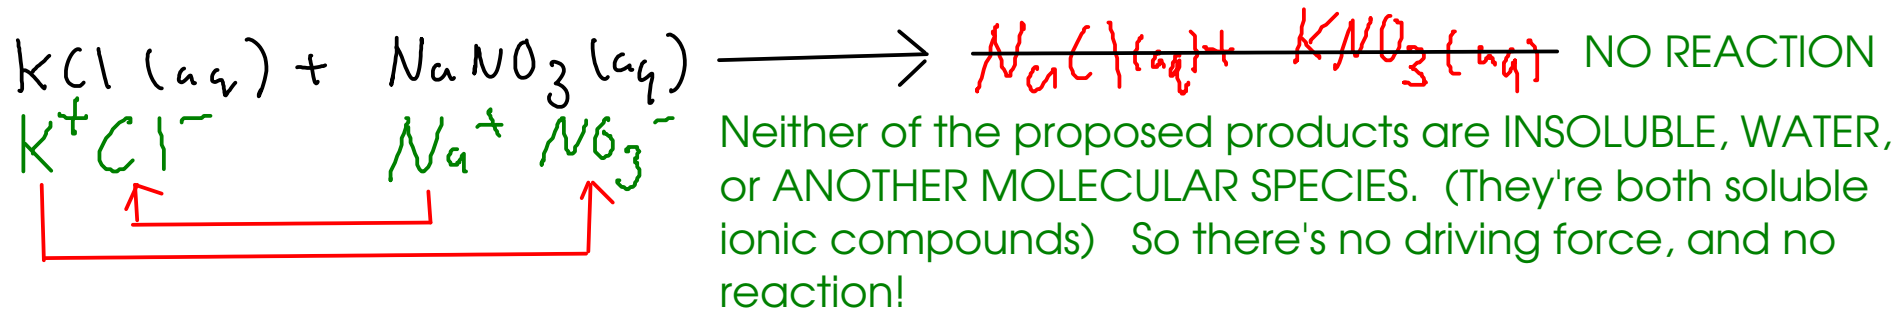 KCl (aq) + NaNO3 (aq) → NaCl(aq) + KNO3(aq) NO REACTION
K+ Cl- Na+ NO3-
Neither of the proposed products are INSOLUBLE, WATER,
or ANOTHER MOLECULAR SPECIES. (They're both soluble
ionic compounds) So there's no driving force, and no
reaction!